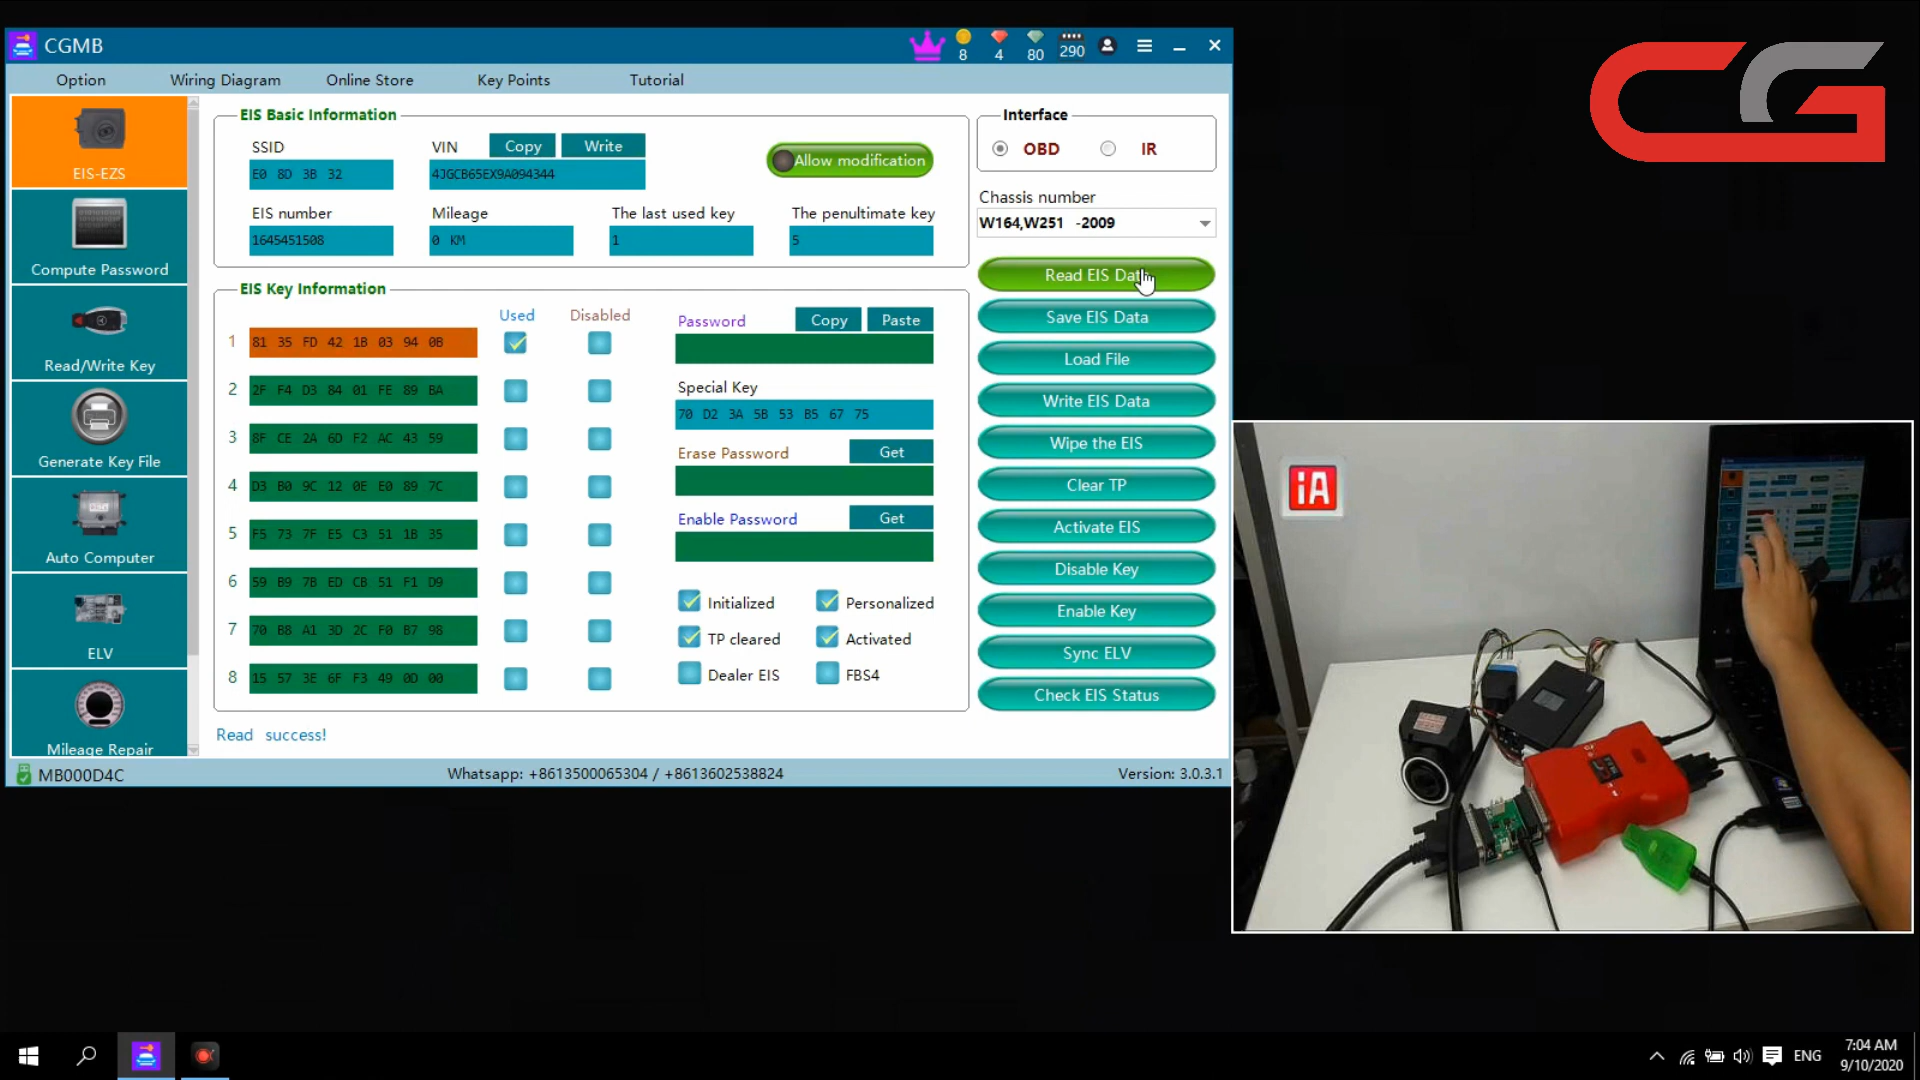 CGMB
8
4
80
290
Option
Wiring Diagram
Online Store
Key Points
Tutorial
EIS-EZS
Compute Password
Read/Write Key
Generate Key File
Auto Computer
ELV
Mileage Repair
EIS Basic Information
SSID
VIN
Copy
Write
Allow modification
E0 8D 3B 32
4JGCB65EX9A094344
EIS number
Mileage
The last used key
The penultimate key
1645451508
0 KM
1
5
EIS Key Information
Used
Disabled
1 81 35 FD 42 1B 03 94 0B
2 2F F4 D3 84 01 FE 89 BA
3 8F CE 2A 6D F2 AC 43 59
4 D3 B0 9C 12 0E E0 89 7C
5 F5 73 7F E5 C3 51 1B 35
6 59 B9 7B ED CB 51 F1 D9
7 70 B8 A1 3D 2C F0 B7 98
8 15 57 3E 6F F3 49 0D 00
Password
Copy
Paste
Special Key
70 D2 3A 5B 53 B5 67 75
Erase Password
Get
Enable Password
Get
Initialized
Personalized
TP cleared
Activated
Dealer EIS
FBS4
Interface
OBD
IR
Chassis number
W164,W251 -2009
Read EIS Data
Save EIS Data
Load File
Write EIS Data
Wipe the EIS
Clear TP
Activate EIS
Disable Key
Enable Key
Sync ELV
Check EIS Status
Read success!
MB000D4C
Whatsapp: +8613500065304 / +8613602538824
Version: 3.0.3.1
CG
iA
ENG
7:04 AM
9/10/2020